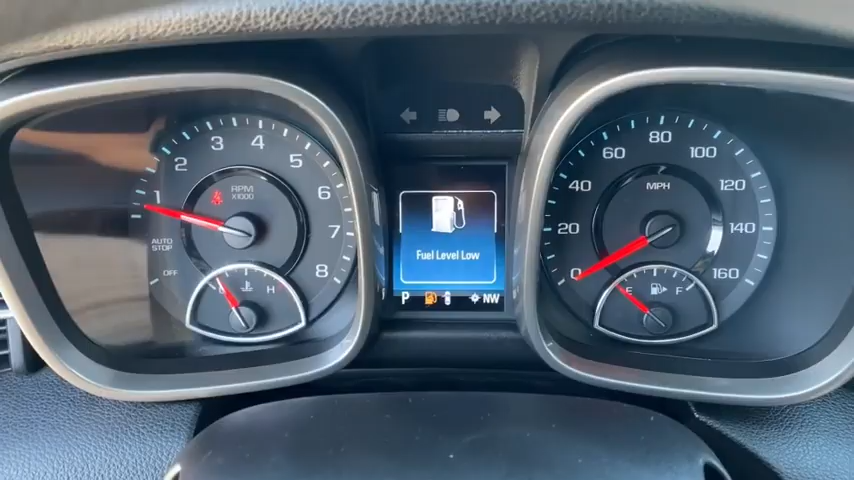 1 2 3 4 5 6 7 8
RPM
X1000
AUTO
STOP
OFF
C H
Fuel Level Low
P NW
0 20 40 60 80 100 120 140 160
MPH
E F